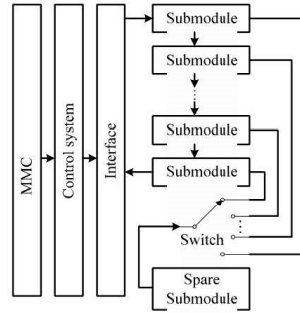 MMC
Control system
Interface
Submodule
Submodule
Submodule
Submodule
Switch
Spare
Submodule